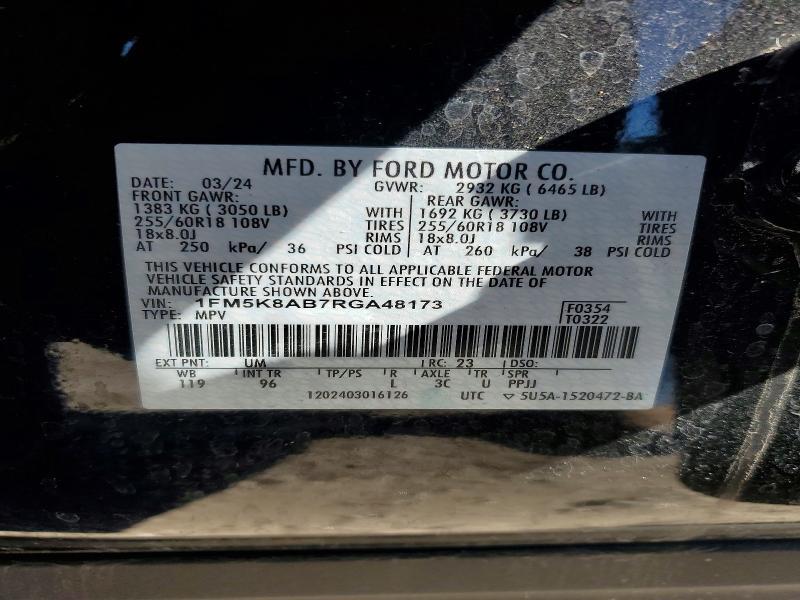 MFD. BY FORD MOTOR CO.
DATE: 03/24 GVWR: 2932 KG ( 6465 LB)
FRONT GAWR: REAR GAWR:
1383 KG ( 3050 LB) WITH 1692 KG ( 3730 LB) WITH
255/60R18 108V TIRES 255/60R18 108V TIRES
18x8.0J RIMS 18x8.0J RIMS
AT 250 kPa/ 36 PSI COLD AT 260 kPa/ 38 PSI COLD
THIS VEHICLE CONFORMS TO ALL APPLICABLE FEDERAL MOTOR
VEHICLE SAFETY STANDARDS IN EFFECT ON THE DATE OF
MANUFACTURE SHOWN ABOVE.
VIN: 1FM5K8AB7RGA48173 F0354
TYPE: MPV T0322
EXT PNT: UM RC: 23 DSO:
WB INT TR TP/PS R AXLE TR SPR
119 96 L 3C U PPJJ
1202403016126 UTC ▽ 5U5A-1520472-BA